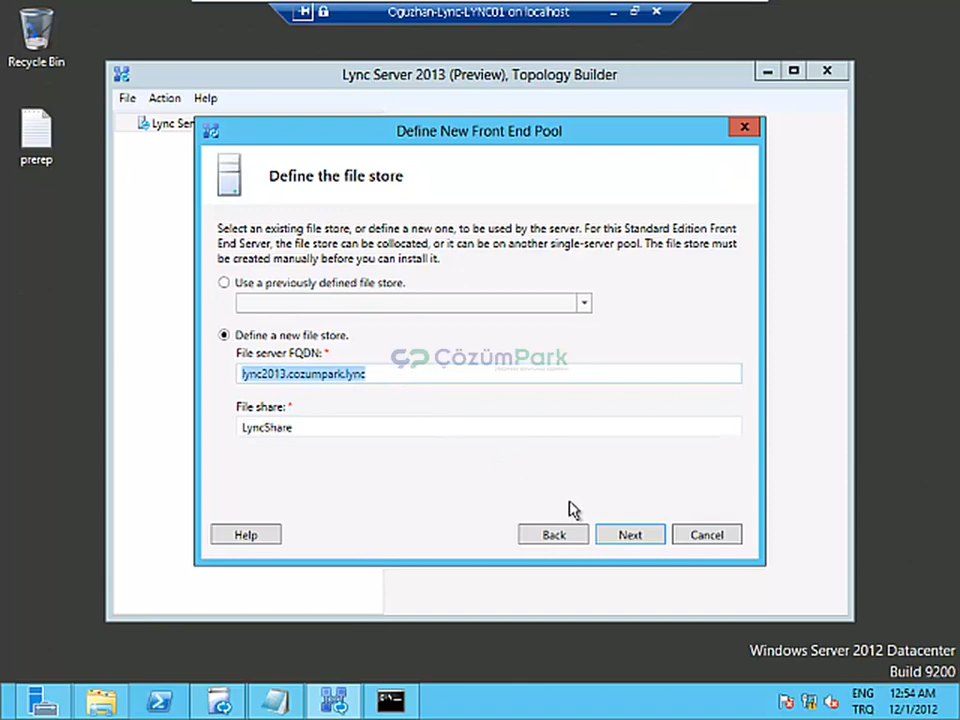 Oguzhan-Lync-LYNC01 on localhost
Recycle Bin
prerep
Lync Server 2013 (Preview), Topology Builder
File Action Help
Lync Ser
Define New Front End Pool
Define the file store
Select an existing file store, or define a new one, to be used by the server. For this Standard Edition Front
End Server, the file store can be collocated, or it can be on another single-server pool. The file store must
be created manually before you can install it.
Use a previously defined file store.
Define a new file store.
File server FQDN: *
ÇözümPark
lync2013.cozumpark.lync
File share: *
LyncShare
Help Back Next Cancel
Windows Server 2012 Datacenter
Build 9200
ENG 12:54 AM
TRQ 12/1/2012